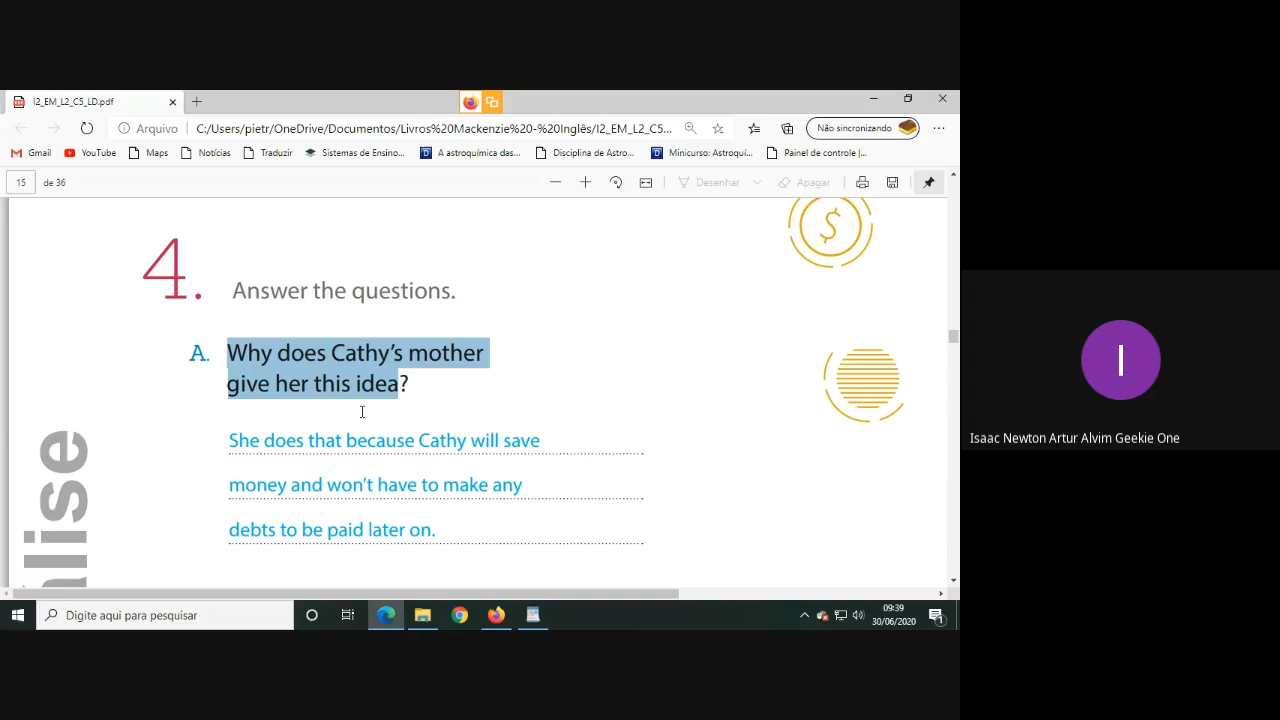 I2_EM_L2_C5_LD.pdf
Arquivo C:/Users/pietr/OneDrive/Documentos/Livros%20Mackenzie%20-%20Inglês/I2_EM_L2_C5... Não sincronizando
Gmail YouTube Maps Notícias Traduzir Sistemas de Ensino... A astroquímica das... Disciplina de Astro... Minicurso: Astroquí... Painel de controle |...
15 de 36 Desenhar Apagar
$
4. Answer the questions.
A. Why does Cathy's mother
give her this idea?
She does that because Cathy will save
money and won't have to make any
debts to be paid later on.
lise
I
Isaac Newton Artur Alvim Geekie One
Digite aqui para pesquisar
09:39
30/06/2020
1